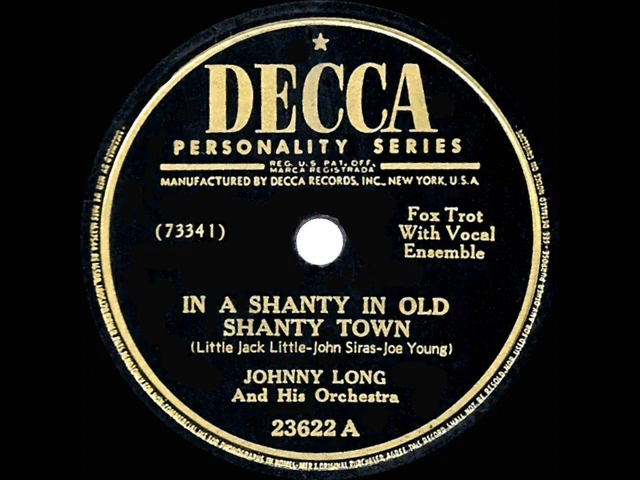 DECCA
PERSONALITY SERIES
REG. U.S. PAT. OFF.
MARCA REGISTRADA
MANUFACTURED BY DECCA RECORDS, INC., NEW YORK, U.S.A.
(73341)
Fox Trot
With Vocal
Ensemble
IN A SHANTY IN OLD
SHANTY TOWN
(Little Jack Little-John Siras-Joe Young)
JOHNNY LONG
And His Orchestra
23622 A